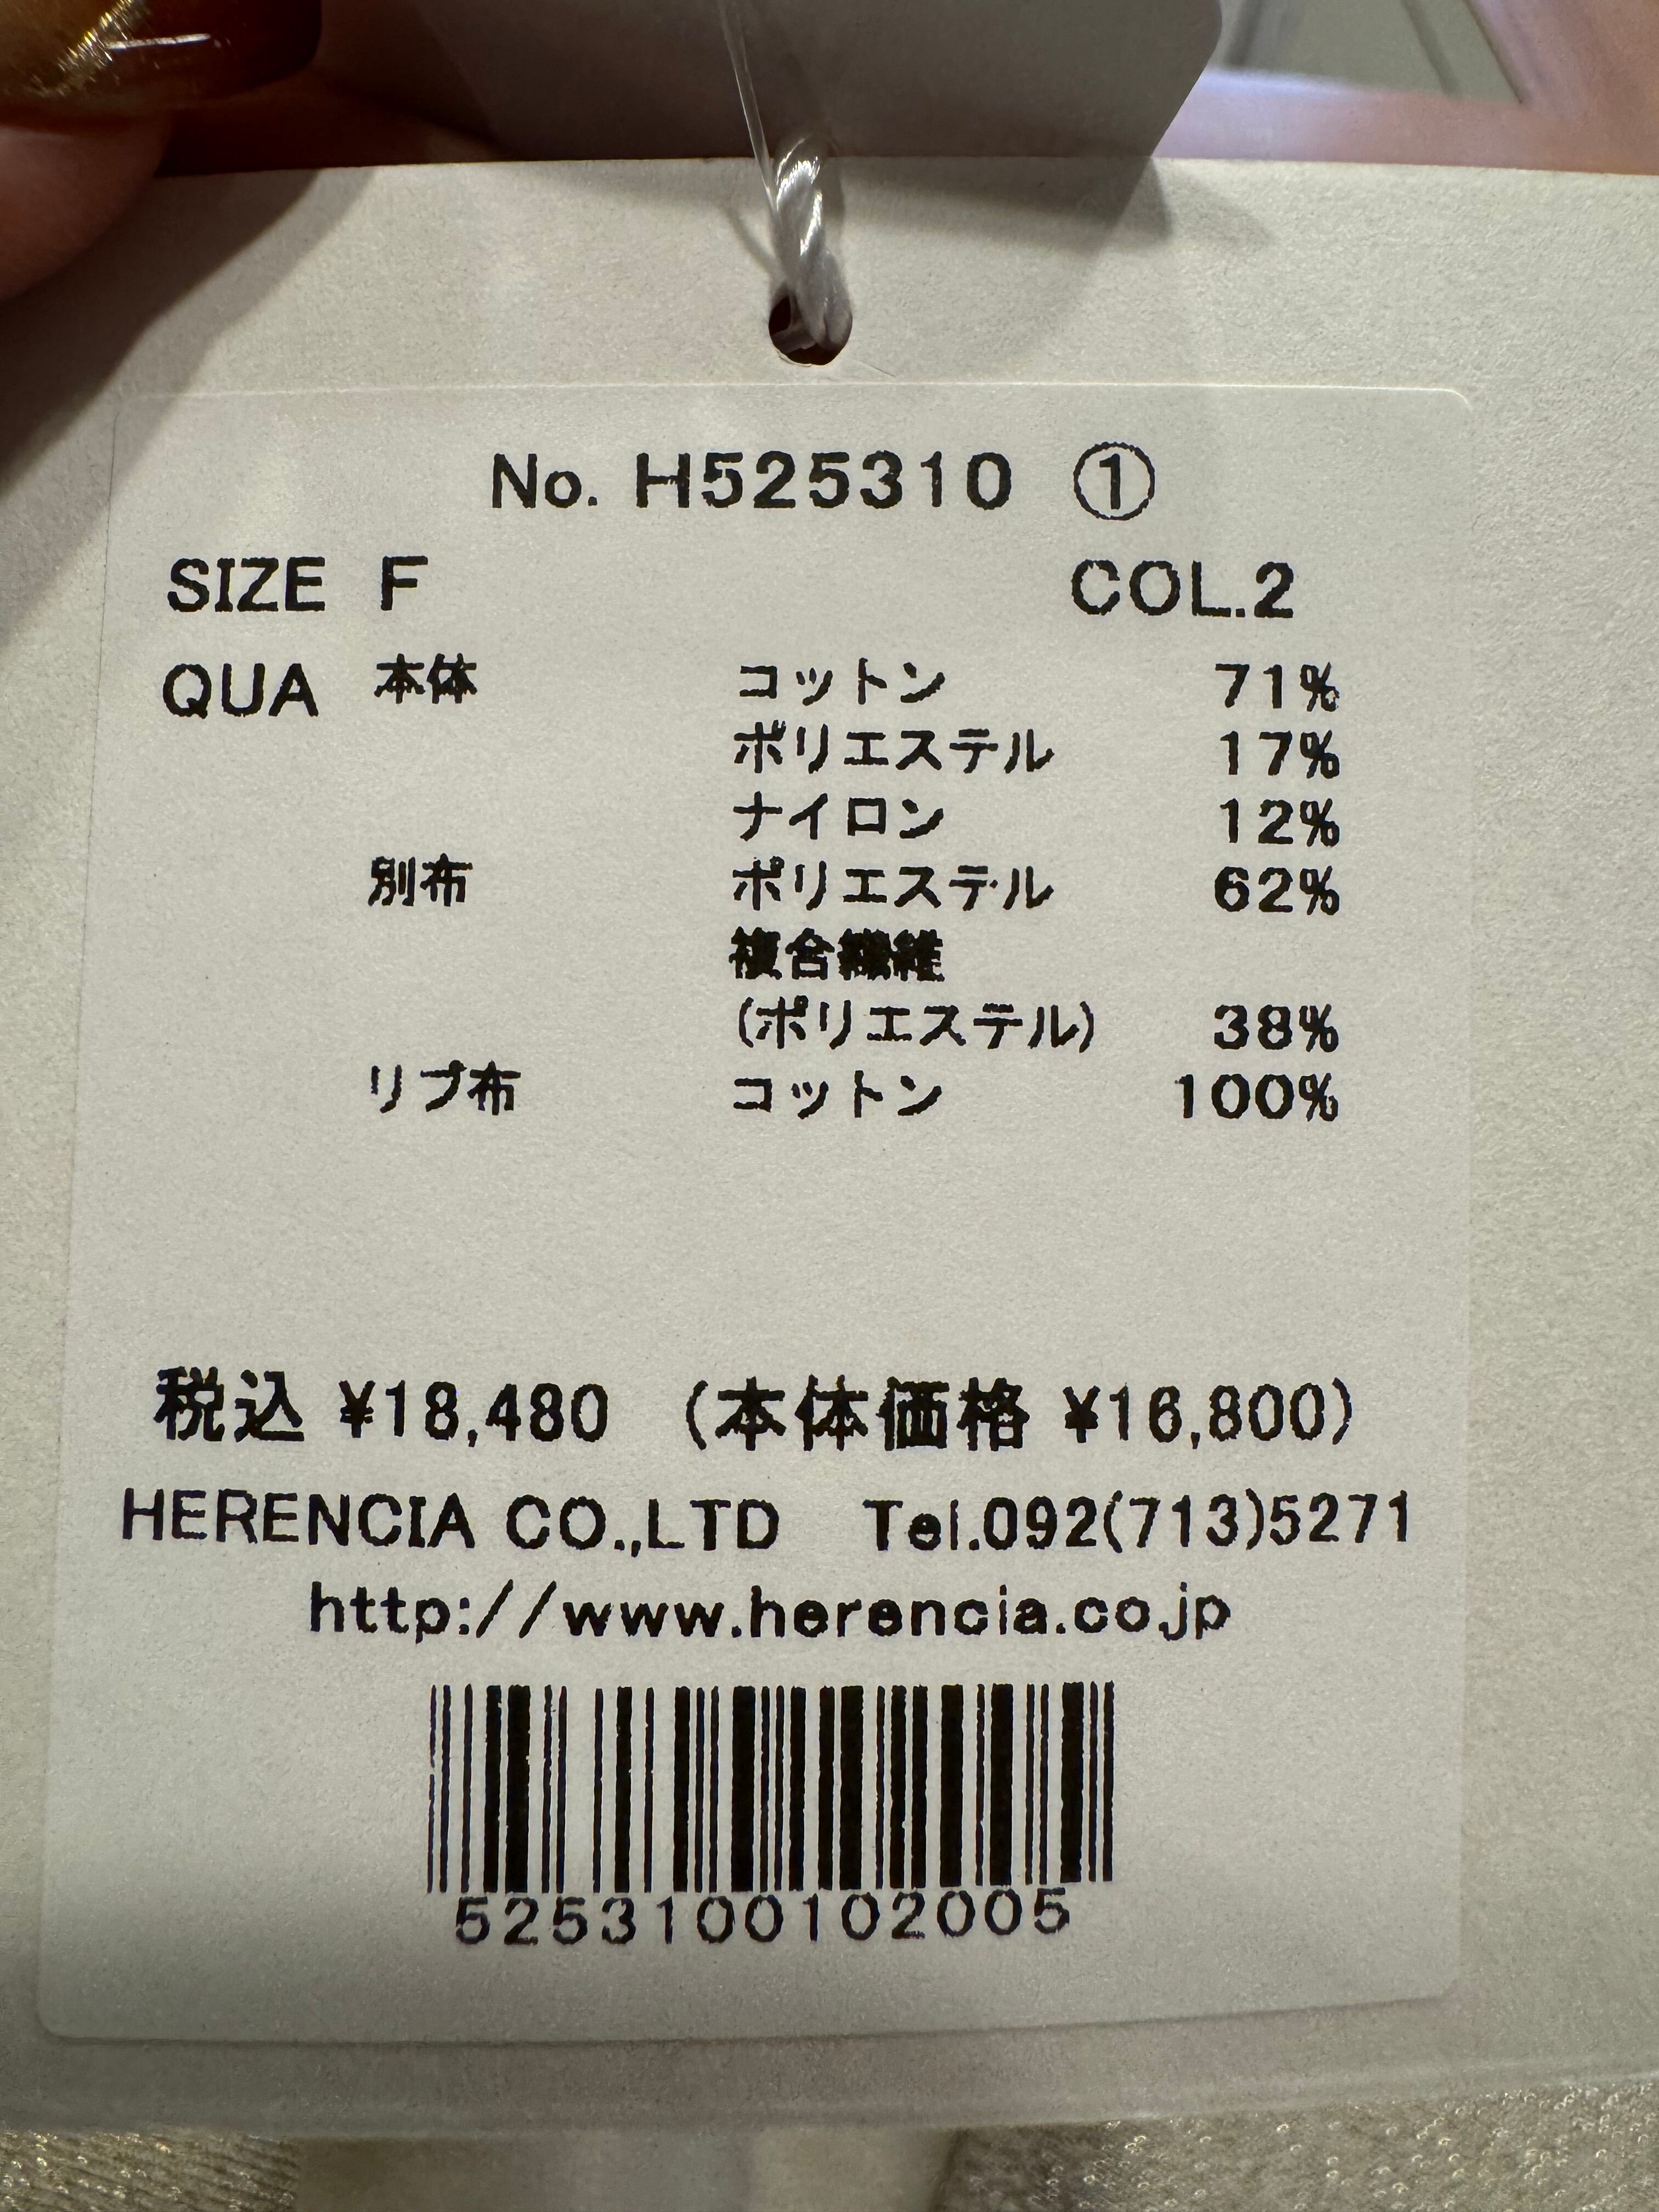 No. H525310 ①
SIZE F COL.2
QUA 本体 コットン 71%
ポリエステル 17%
ナイロン 12%
別布 ポリエステル 62%
複合繊維
(ポリエステル) 38%
リブ布 コットン 100%
税込 ¥18,480 (本体価格 ¥16,800)
HERENCIA CO.,LTD Tel.092(713)5271
http://www.herencia.co.jp
5253100102005